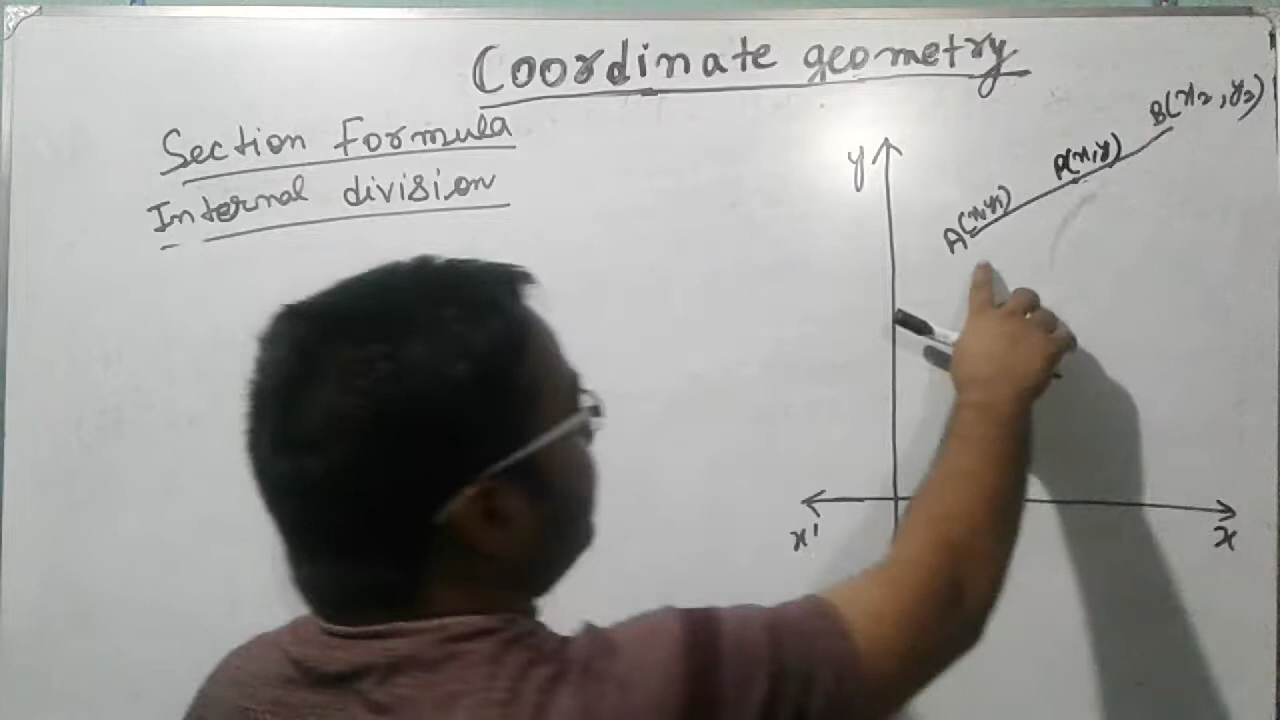 Coordinate geometry
Section Formula
Internal division
y
A(x₁,y₁)
P(x,y)
B(x₂,y₂)
x'
x